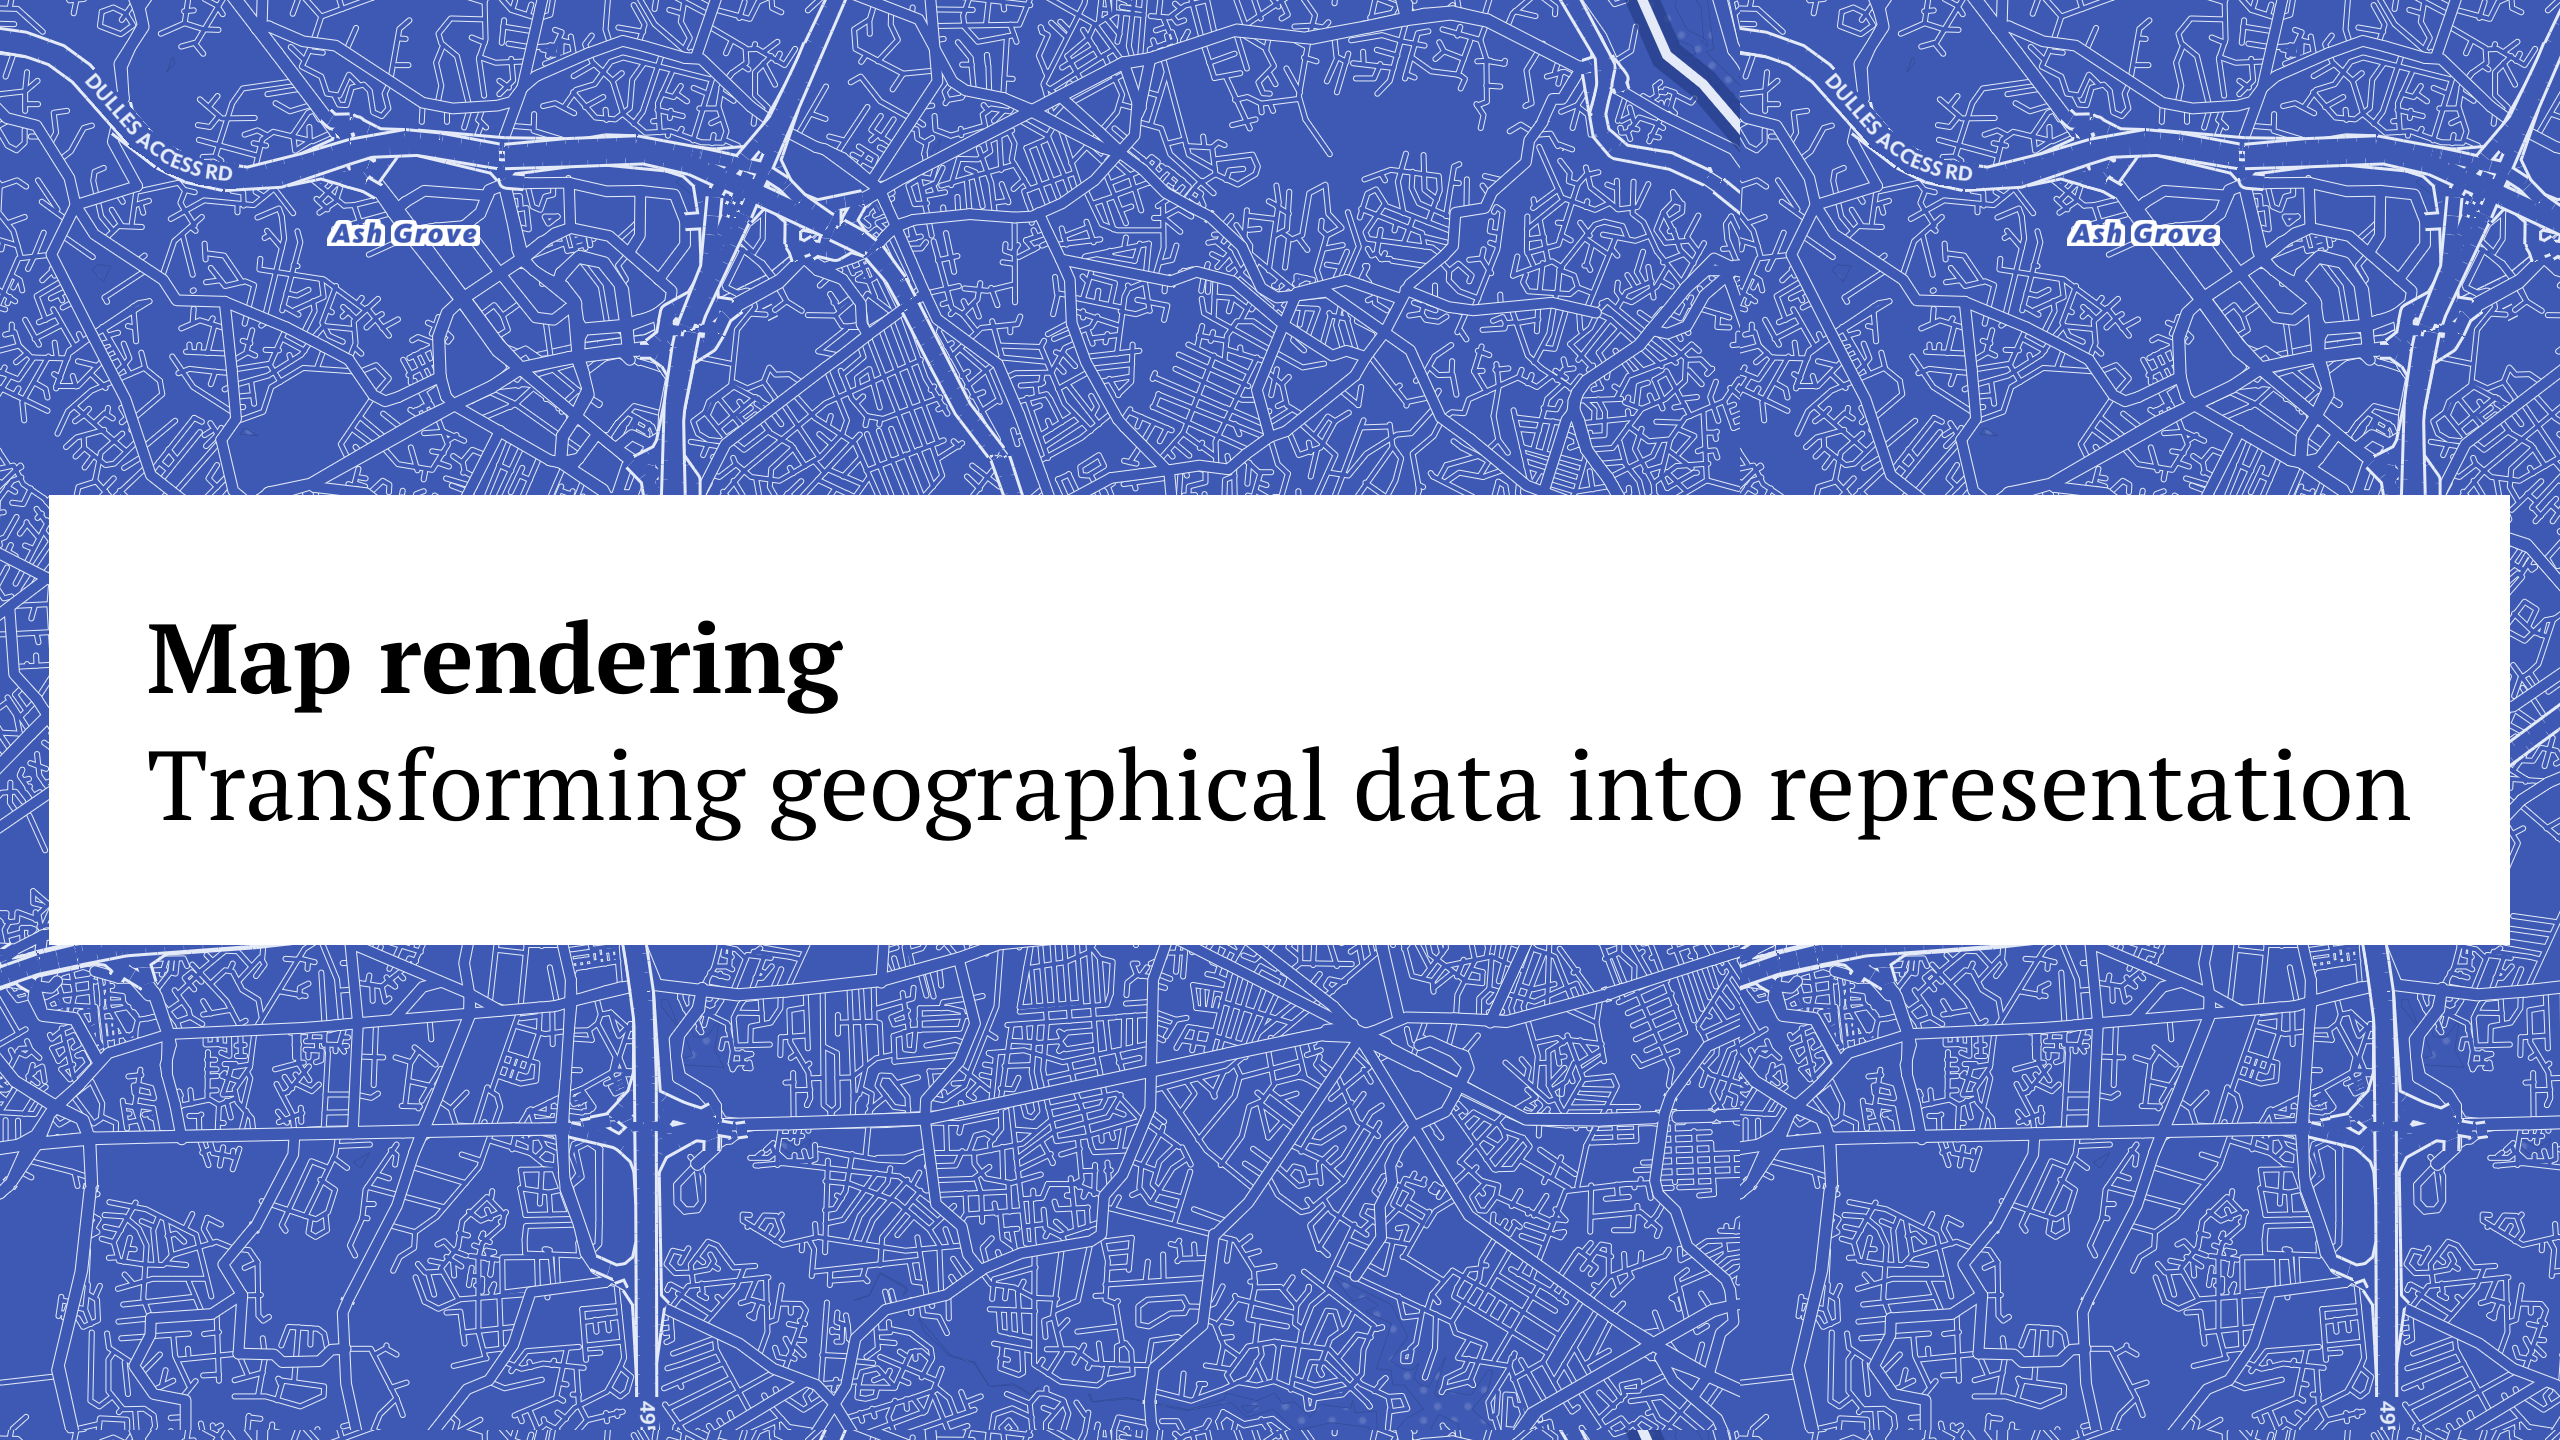 DULLES ACCESS RD
DULLES ACCESS RD
Ash Grove
Ash Grove
Map rendering
Transforming geographical data into representation